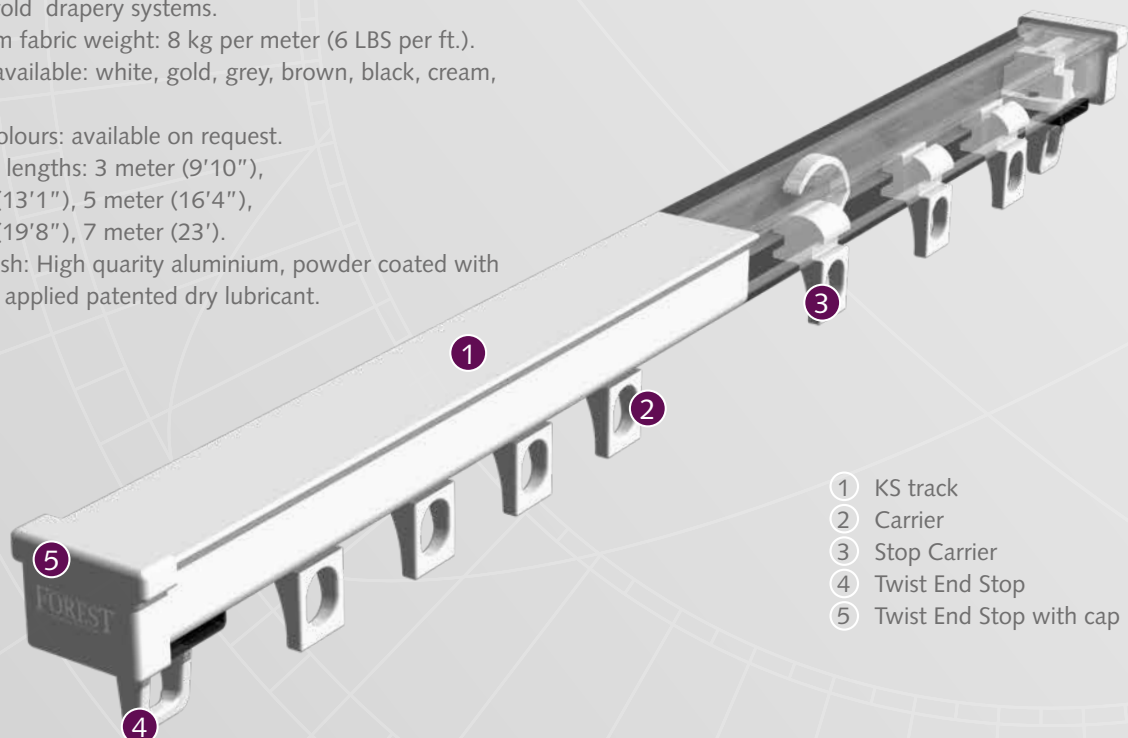 old drapery systems.
m fabric weight: 8 kg per meter (6 LBS per ft.).
available: white, gold, grey, brown, black, cream,
olours: available on request.
lengths: 3 meter (9'10”),
(13'1”), 5 meter (16'4”),
(19'8”), 7 meter (23').
sh: High quarity aluminium, powder coated with
applied patented dry lubricant.
1
2
3
4
5
FOREST
1 KS track
2 Carrier
3 Stop Carrier
4 Twist End Stop
5 Twist End Stop with cap